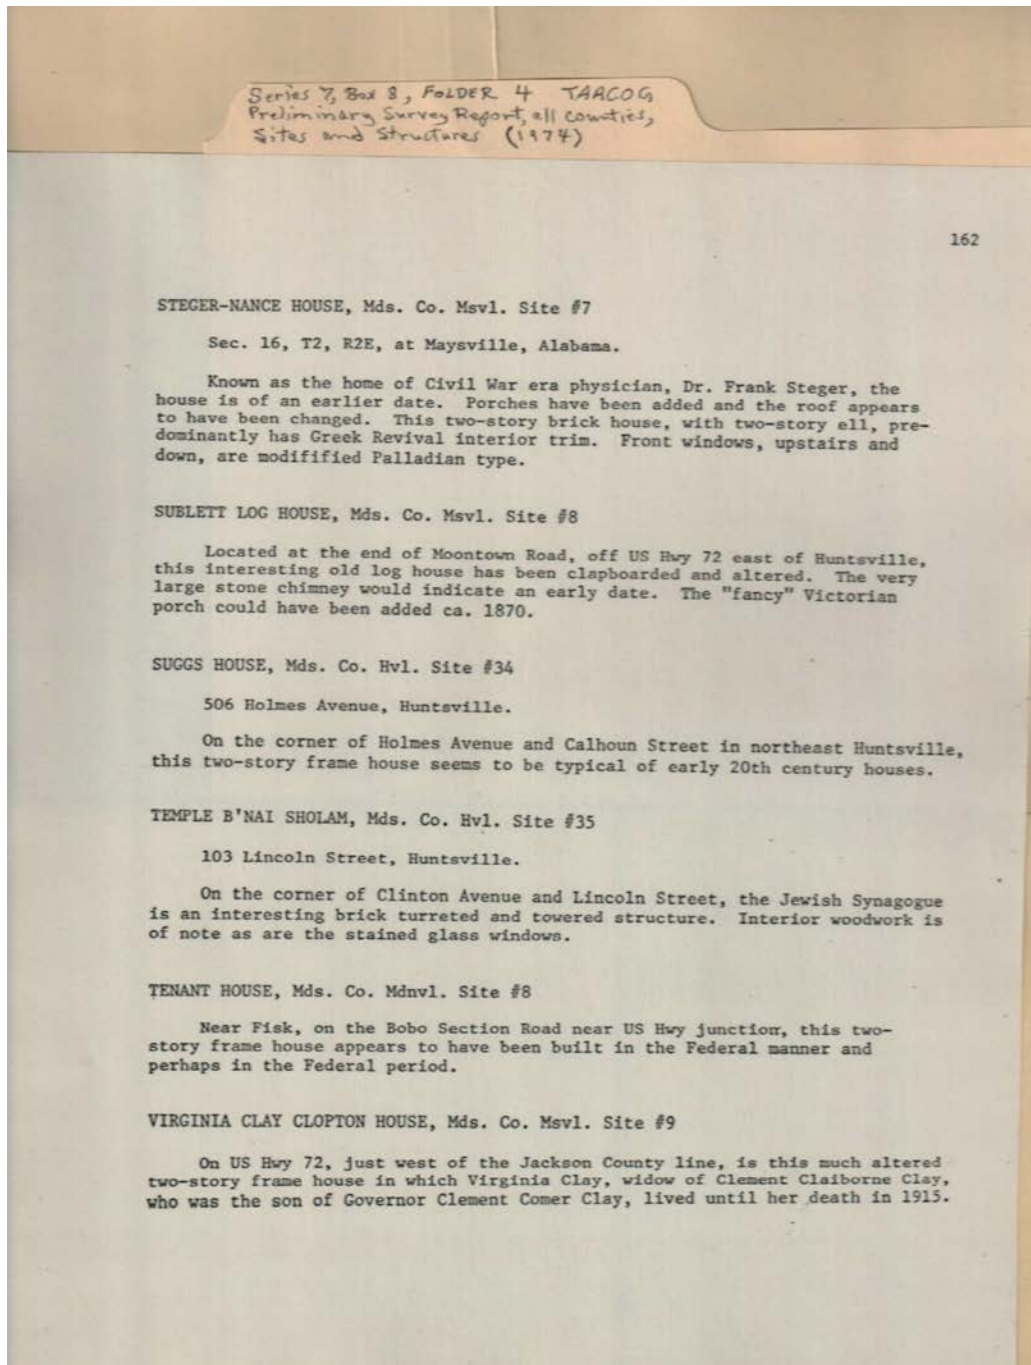 Series 7, Box 8, FOLDER 4 TARCOG
Preliminary Survey Report, all counties,
Sites and Structures (1974)
162
STEGER-NANCE HOUSE, Mds. Co. Msvl. Site #7
Sec. 16, T2, R2E, at Maysville, Alabama.
Known as the home of Civil War era physician, Dr. Frank Steger, the
house is of an earlier date. Porches have been added and the roof appears
to have been changed. This two-story brick house, with two-story ell, pre-
dominantly has Greek Revival interior trim. Front windows, upstairs and
down, are modifified Palladian type.
SUBLETT LOG HOUSE, Mds. Co. Msvl. Site #8
Located at the end of Moontown Road, off US Hwy 72 east of Huntsville,
this interesting old log house has been clapboarded and altered. The very
large stone chimney would indicate an early date. The "fancy" Victorian
porch could have been added ca. 1870.
SUGGS HOUSE, Mds. Co. Hvl. Site #34
506 Holmes Avenue, Huntsville.
On the corner of Holmes Avenue and Calhoun Street in northeast Huntsville,
this two-story frame house seems to be typical of early 20th century houses.
TEMPLE B'NAI SHOLAM, Mds. Co. Hvl. Site #35
103 Lincoln Street, Huntsville.
On the corner of Clinton Avenue and Lincoln Street, the Jewish Synagogue
is an interesting brick turreted and towered structure. Interior woodwork is
of note as are the stained glass windows.
TENANT HOUSE, Mds. Co. Mdnvl. Site #8
Near Fisk, on the Bobo Section Road near US Hwy junction, this two-
story frame house appears to have been built in the Federal manner and
perhaps in the Federal period.
VIRGINIA CLAY CLOPTON HOUSE, Mds. Co. Msvl. Site #9
On US Hwy 72, just west of the Jackson County line, is this much altered
two-story frame house in which Virginia Clay, widow of Clement Claiborne Clay,
who was the son of Governor Clement Comer Clay, lived until her death in 1915.